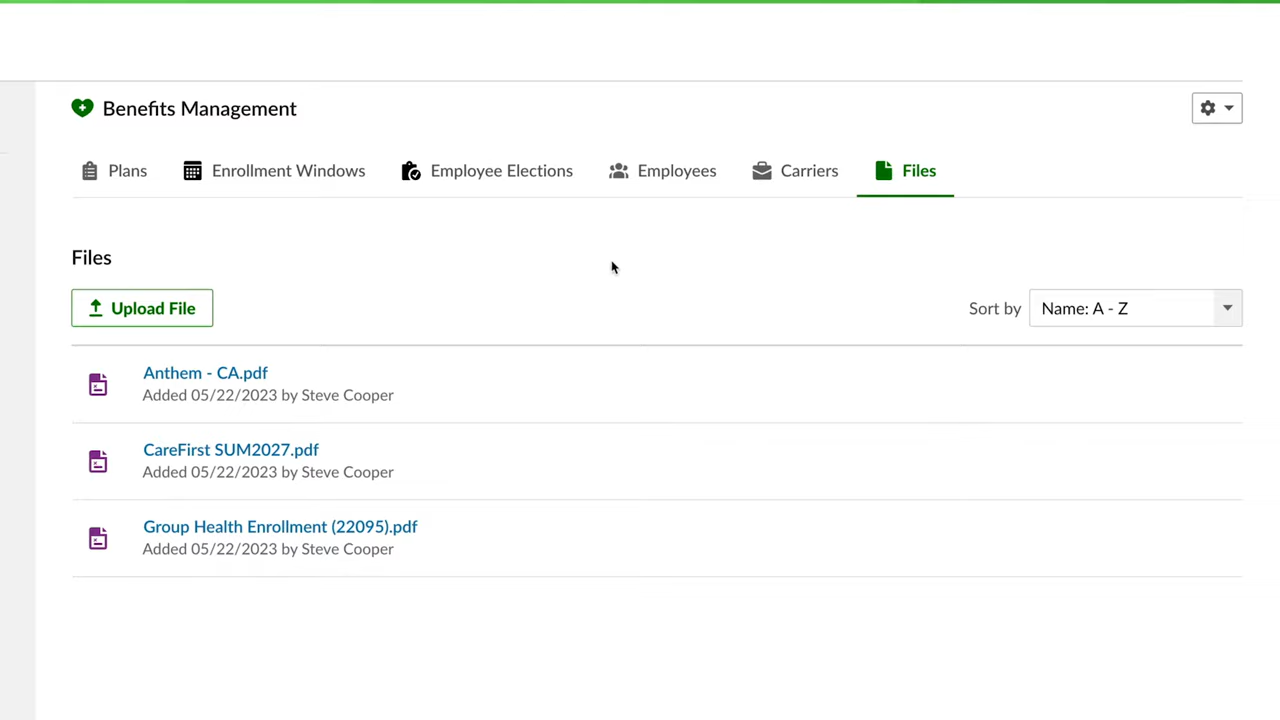 Benefits Management
Plans
Enrollment Windows
Employee Elections
Employees
Carriers
Files
Files
Upload File
Sort by
Name: A - Z
Anthem - CA.pdf
Added 05/22/2023 by Steve Cooper
CareFirst SUM2027.pdf
Added 05/22/2023 by Steve Cooper
Group Health Enrollment (22095).pdf
Added 05/22/2023 by Steve Cooper